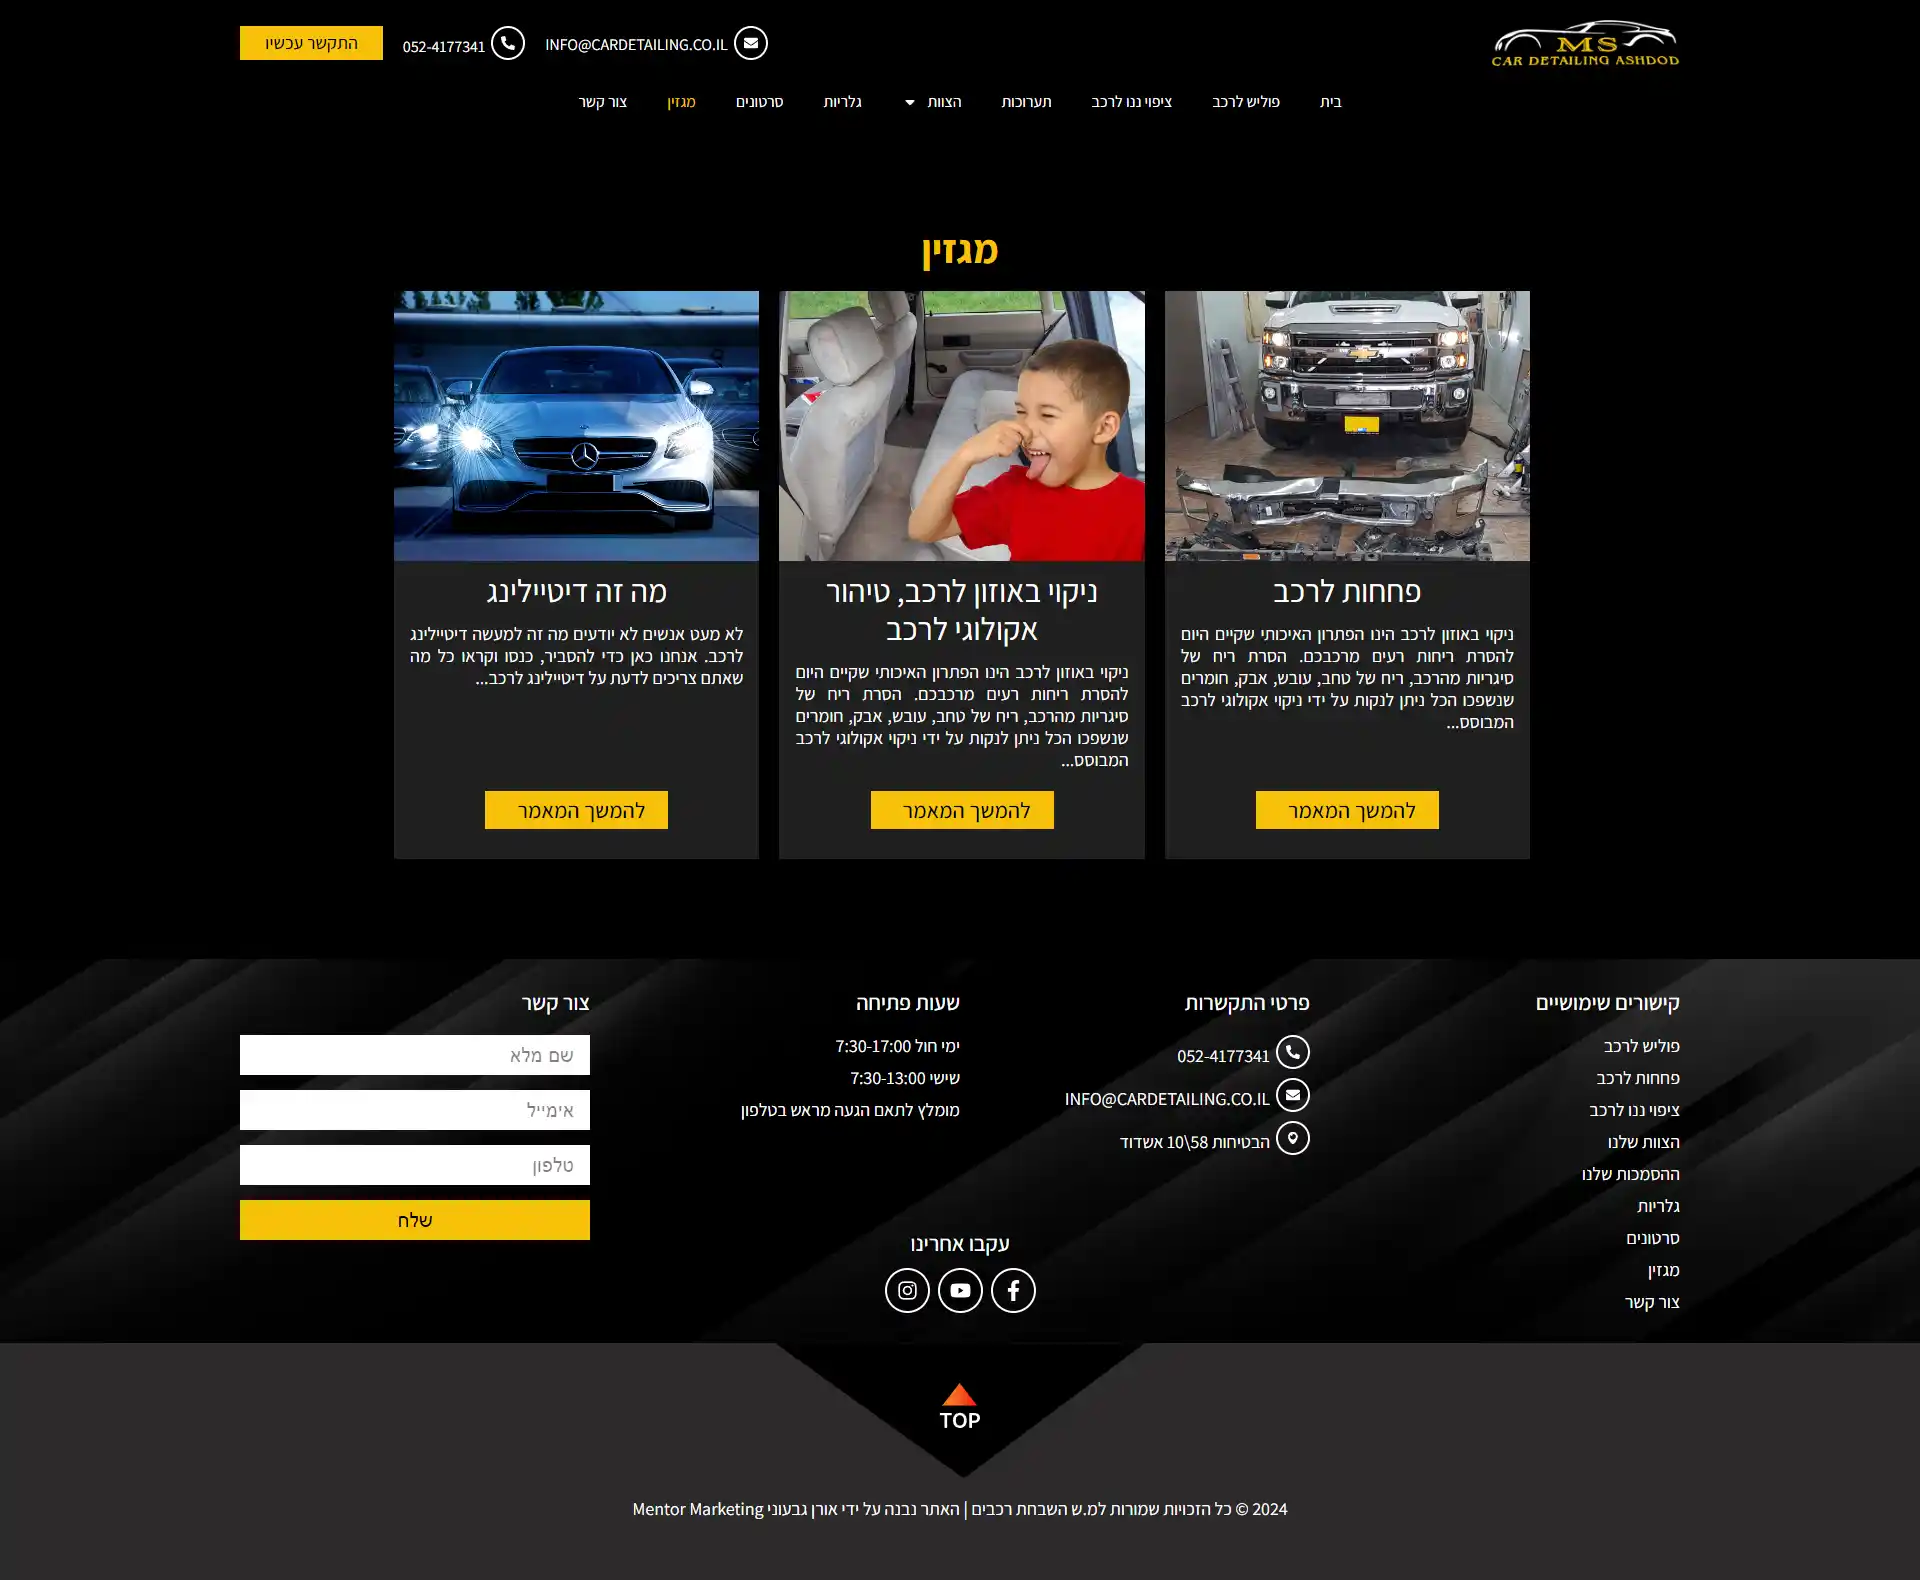 MS
CAR DETAILING ASHDOD
INFO@CARDETAILING.CO.IL
052-4177341
התקשר עכשיו
בית
פוליש לרכב
ציפוי ננו לרכב
תערוכות
הצוות
גלריות
סרטונים
מגזין
צור קשר
מגזין
פחחות לרכב
ניקוי באוזון לרכב הינו הפתרון האיכותי שקיים היום
להסרת ריחות רעים מרכבכם. הסרת ריח של
סיגריות מהרכב, ריח של טחב, עובש, אבק, חומרים
שנשפכו הכל ניתן לנקות על ידי ניקוי אקולוגי לרכב
המבוסס...
להמשך המאמר
ניקוי באוזון לרכב, טיהור
אקולוגי לרכב
ניקוי באוזון לרכב הינו הפתרון האיכותי שקיים היום
להסרת ריחות רעים מרכבכם. הסרת ריח של
סיגריות מהרכב, ריח של טחב, עובש, אבק, חומרים
שנשפכו הכל ניתן לנקות על ידי ניקוי אקולוגי לרכב
המבוסס...
להמשך המאמר
מה זה דיטיילינג
לא מעט אנשים לא יודעים מה זה למעשה דיטיילינג
לרכב. אנחנו כאן כדי להסביר, כנסו וקראו כל מה
שאתם צריכים לדעת על דיטיילינג לרכב...
להמשך המאמר
קישורים שימושיים
פוליש לרכב
פחחות לרכב
ציפוי ננו לרכב
הצוות שלנו
ההסמכות שלנו
גלריות
סרטונים
מגזין
צור קשר
פרטי התקשרות
052-4177341
INFO@CARDETAILING.CO.IL
הבטיחות 58\10 אשדוד
שעות פתיחה
ימי חול 7:30-17:00
שישי 7:30-13:00
מומלץ לתאם הגעה מראש בטלפון
עקבו אחרינו
צור קשר
שם מלא
אימייל
טלפון
שלח
TOP
2024 © כל הזכויות שמורות למ.ש השבחת רכבים | האתר נבנה על ידי אורן גבעוני Mentor Marketing